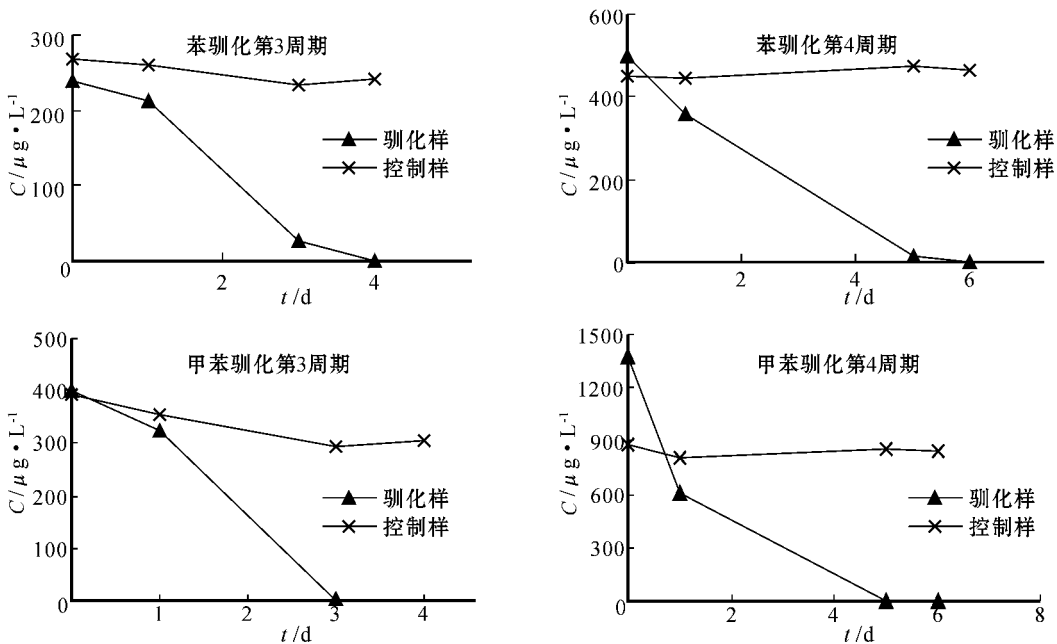 苯驯化第3周期
300
200
100
0
2
4
C/μg·L⁻¹
t/d
驯化样
控制样
苯驯化第4周期
600
400
200
0
2
4
6
C/μg·L⁻¹
t/d
驯化样
控制样
甲苯驯化第3周期
500
400
300
200
100
0
1
2
3
4
C/μg·L⁻¹
t/d
驯化样
控制样
甲苯驯化第4周期
1500
1200
900
600
300
0
2
4
6
8
C/μg·L⁻¹
t/d
驯化样
控制样